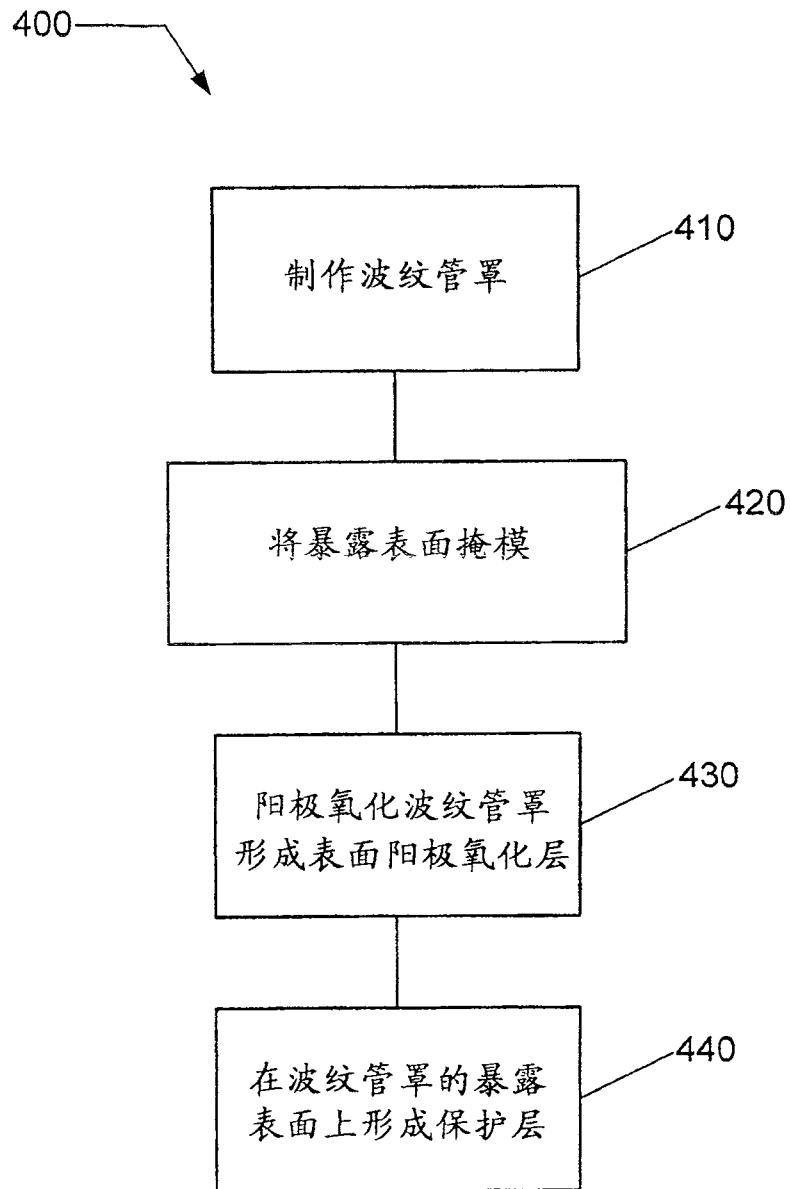 400
制作波纹管罩
410
将暴露表面掩模
420
阳极氧化波纹管罩
形成表面阳极氧化层
430
在波纹管罩的暴露
表面上形成保护层
440